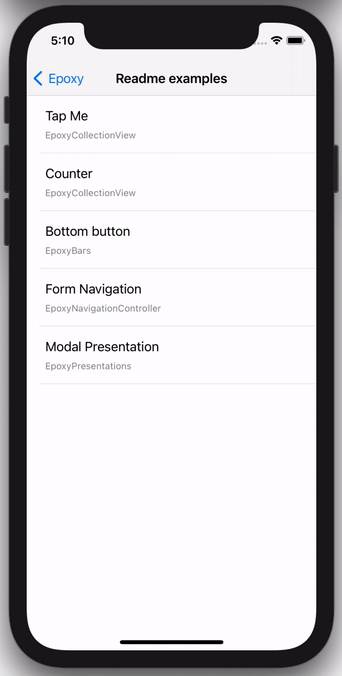 5:10
Epoxy
Readme examples
Tap Me
EpoxyCollectionView
Counter
EpoxyCollectionView
Bottom button
EpoxyBars
Form Navigation
EpoxyNavigationController
Modal Presentation
EpoxyPresentations